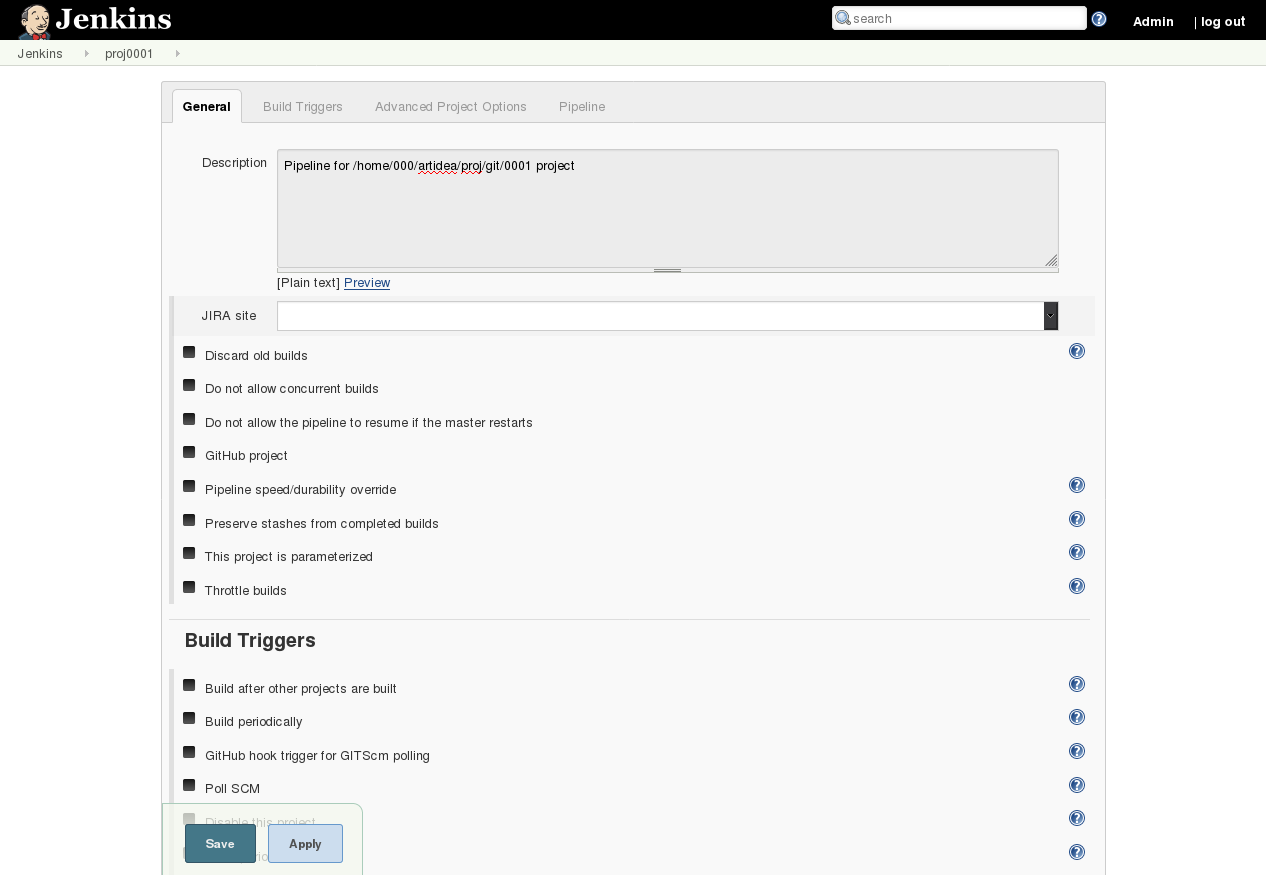 Jenkins
search
Admin
| log out
Jenkins
proj0001
General
Build Triggers
Advanced Project Options
Pipeline
Description
Pipeline for /home/000/artidea/proj/git/0001 project
[Plain text] Preview
JIRA site
Discard old builds
Do not allow concurrent builds
Do not allow the pipeline to resume if the master restarts
GitHub project
Pipeline speed/durability override
Preserve stashes from completed builds
This project is parameterized
Throttle builds
Build Triggers
Build after other projects are built
Build periodically
GitHub hook trigger for GITScm polling
Poll SCM
Disable this project
Save
Apply